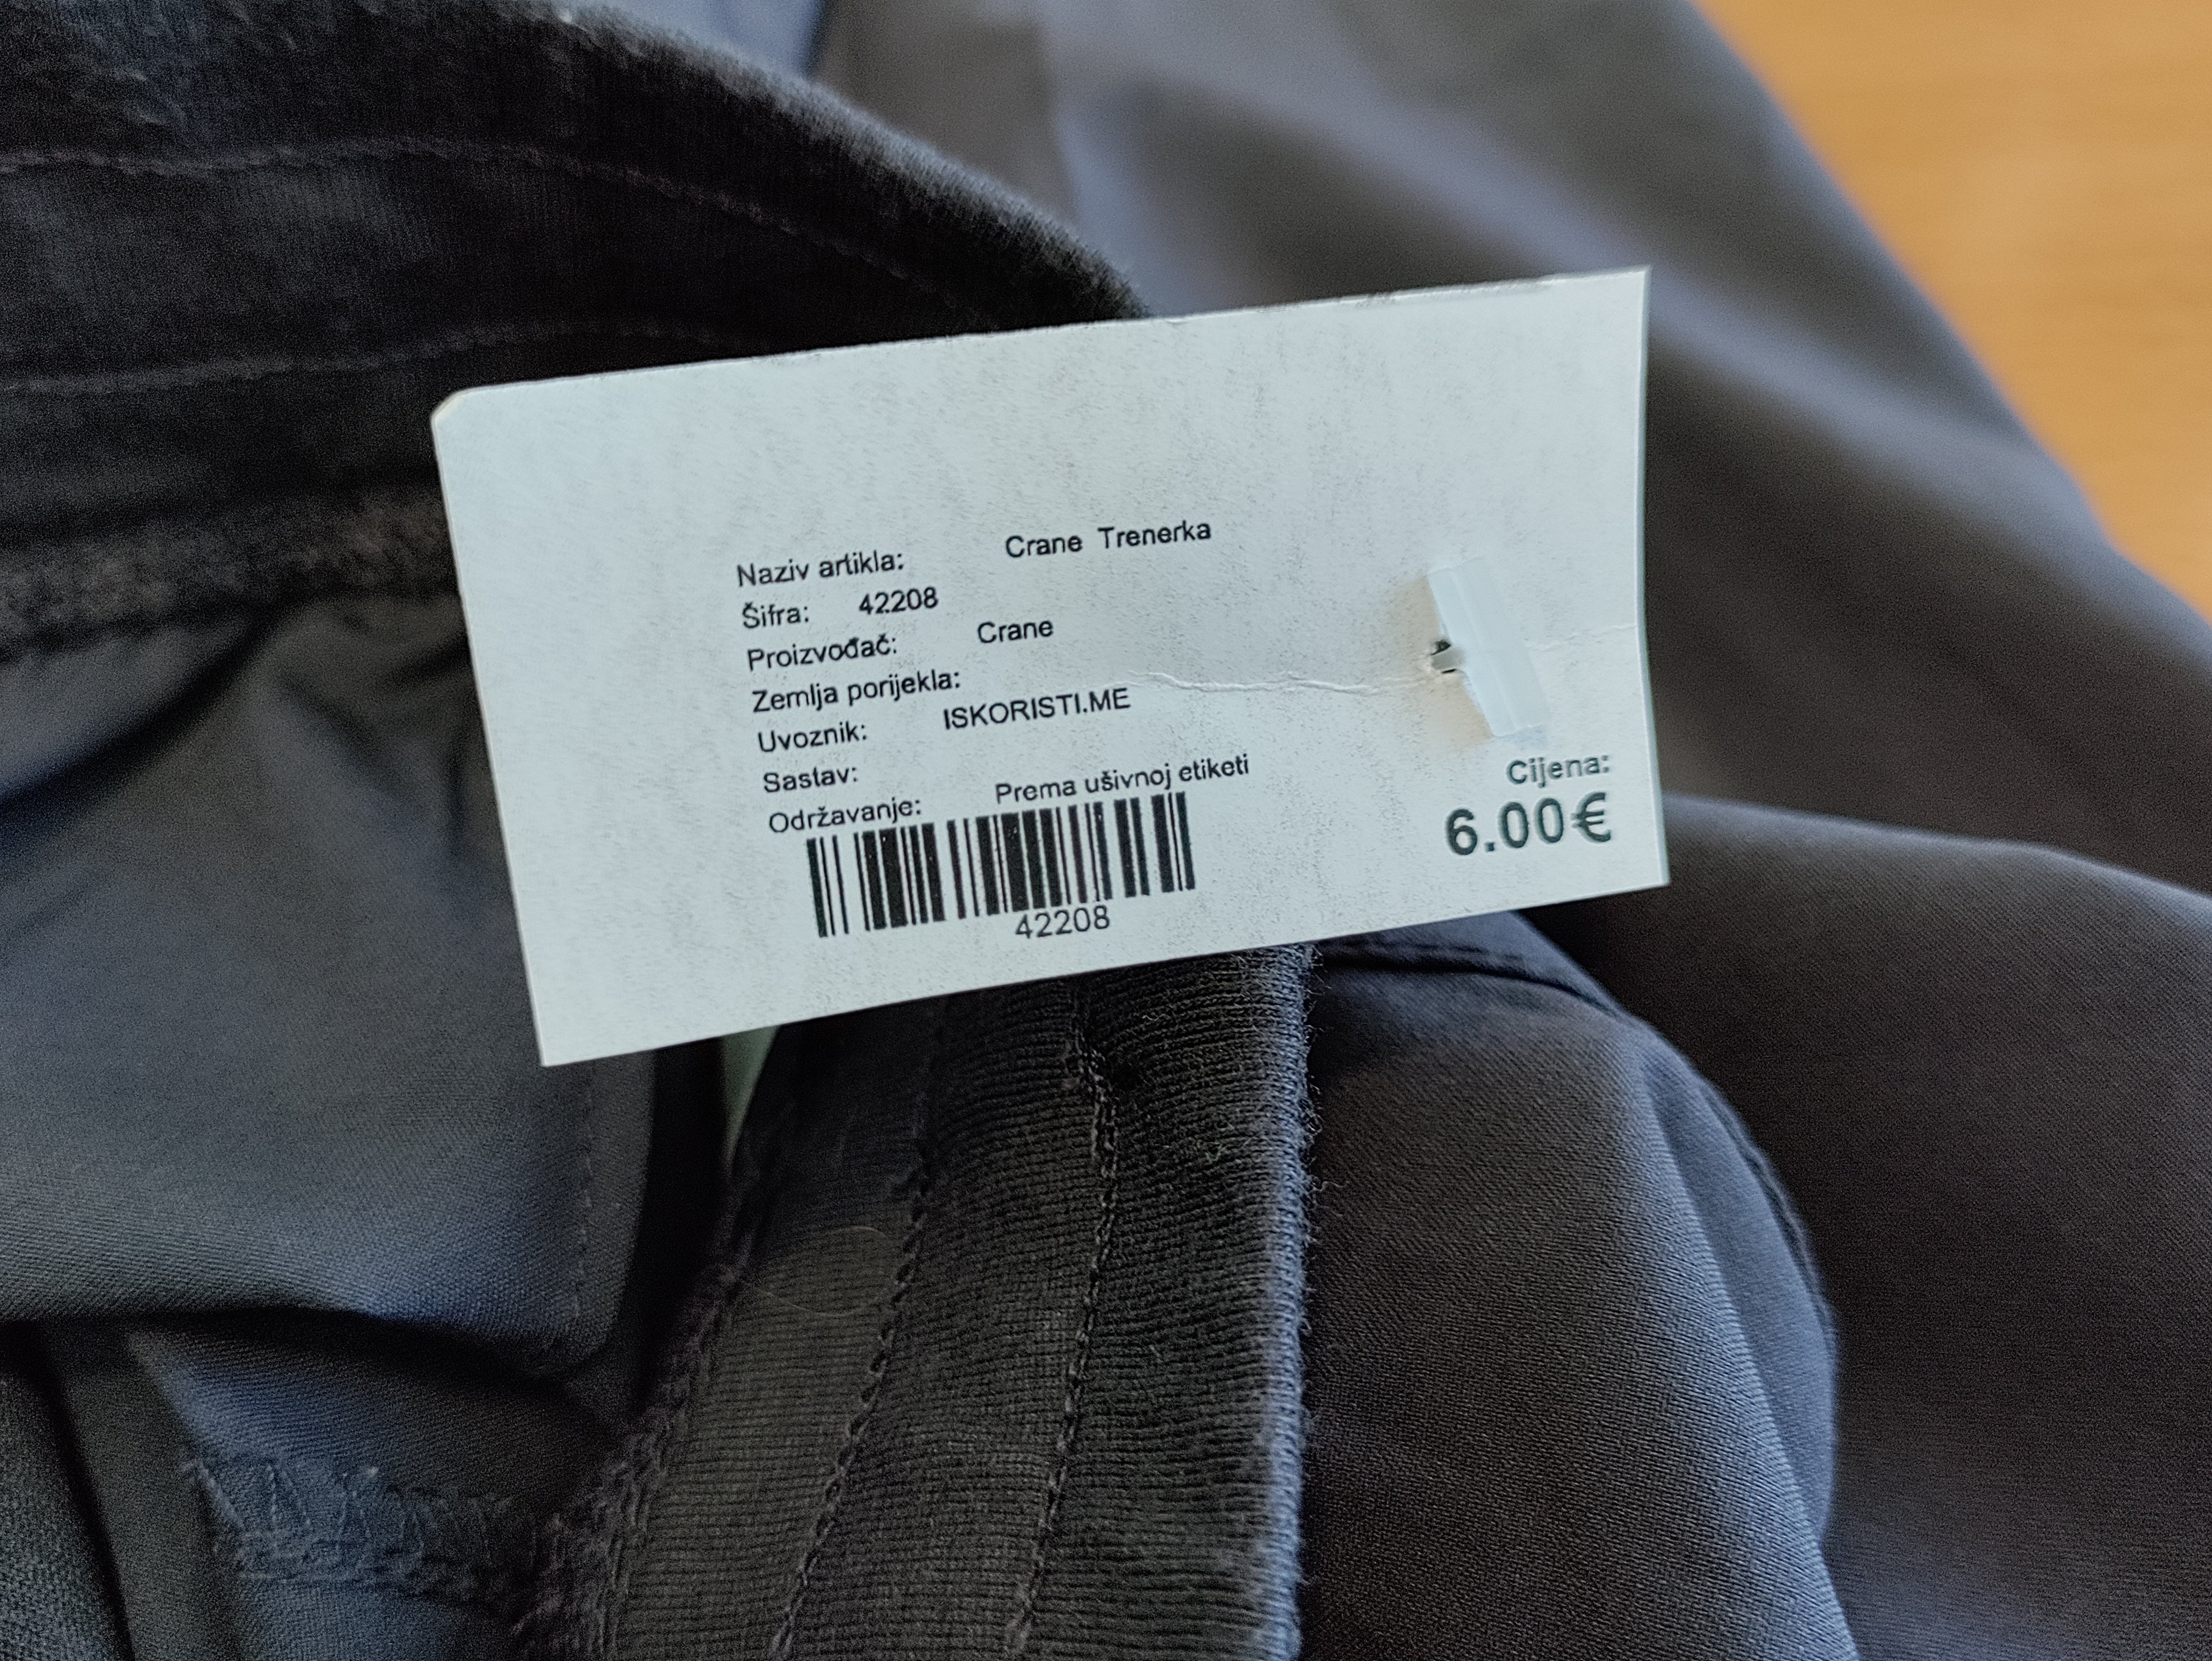 Naziv artikla: Crane Trenerka
Šifra: 42208
Proizvođač: Crane
Zemlja porijekla:
Uvoznik: ISKORISTI.ME
Sastav:
Održavanje: Prema ušivnoj etiketi
42208
Cijena:
6.00€